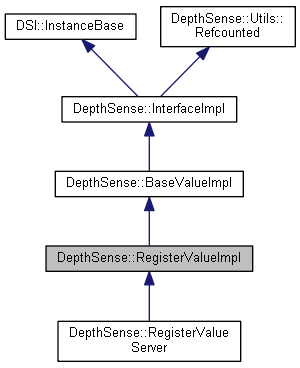 DSI::InstanceBase
DepthSense::Utils::
Refcounted
DepthSense::InterfaceImpl
DepthSense::BaseValueImpl
DepthSense::RegisterValueImpl
DepthSense::RegisterValue
Server